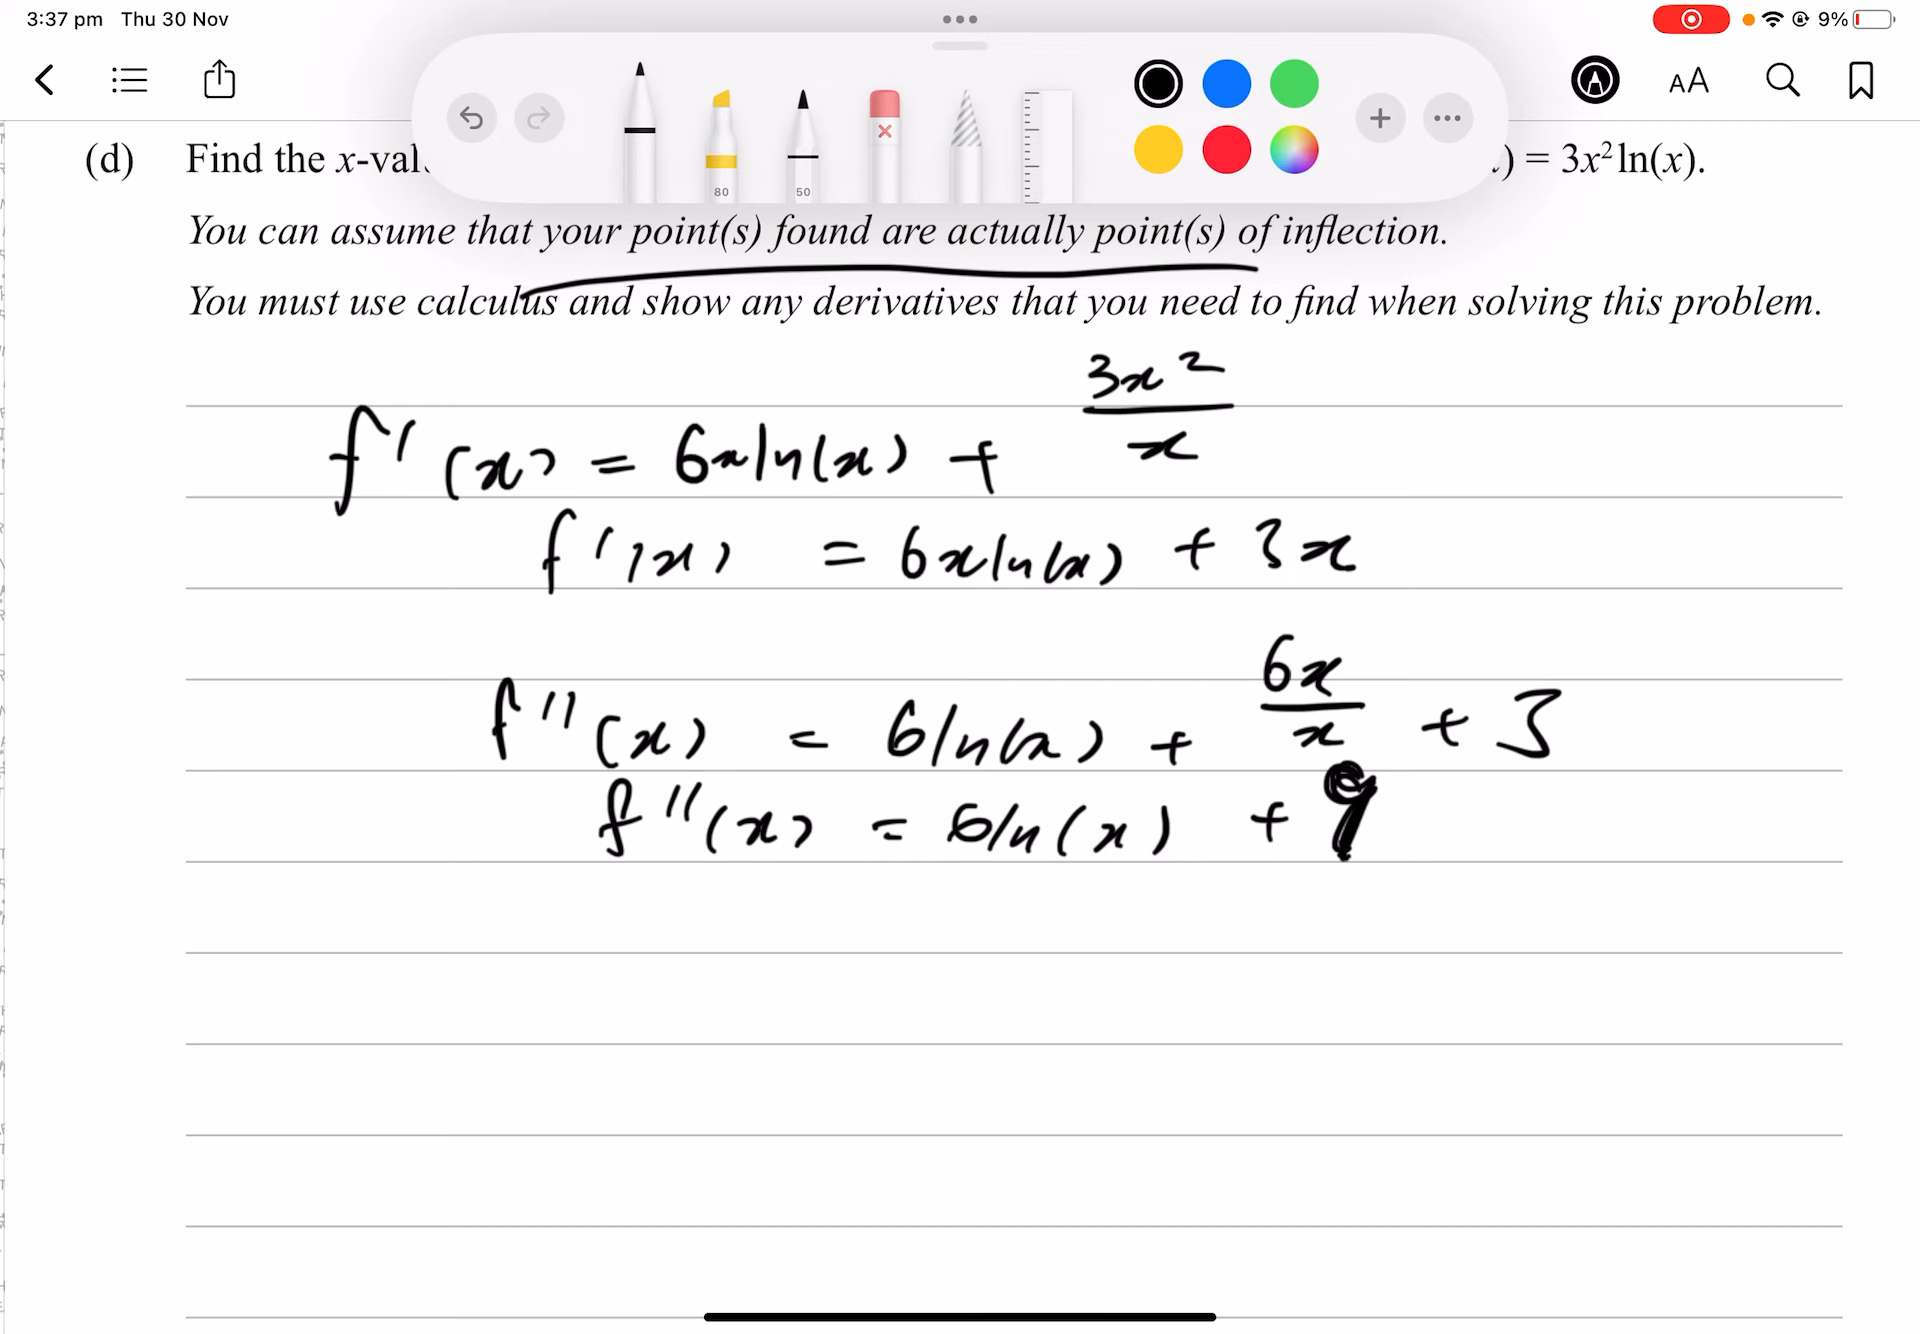 3:37 pm Thu 30 Nov
9%
AA
80
50
(d) Find the x-val
) = 3x²ln(x).
You can assume that your point(s) found are actually point(s) of inflection.
You must use calculus and show any derivatives that you need to find when solving this problem.
f'(x) = 6xln(x) + 3x²/x
f'(x) = 6xln(x) + 3x
f''(x) = 6ln(x) + 6x/x + 3
f''(x) = 6ln(x) + 9